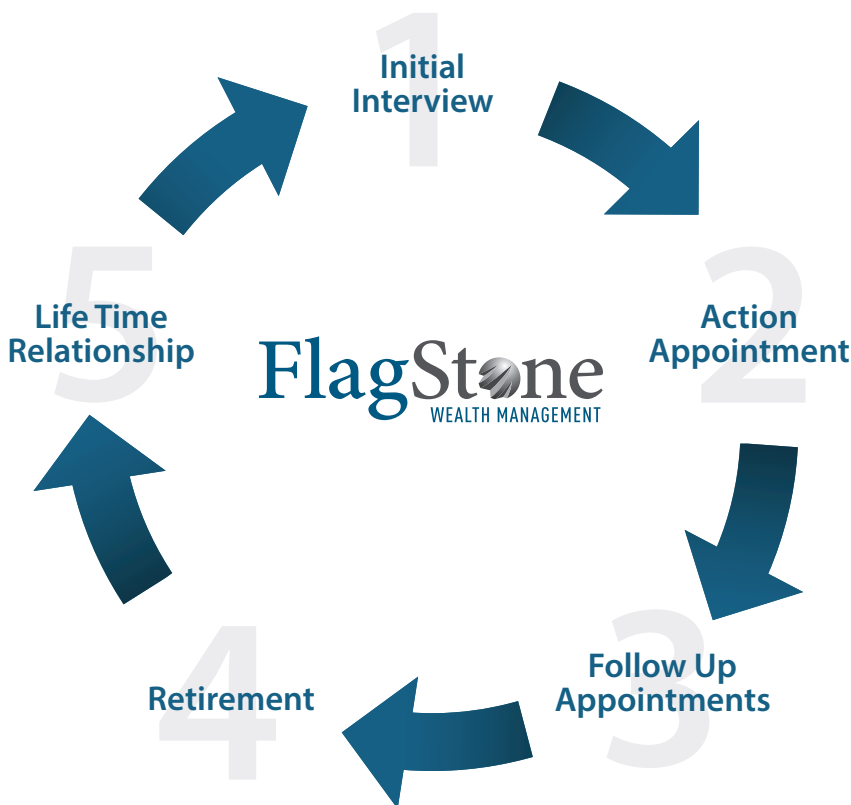 1
Initial
Interview
2
Action
Appointment
3
Follow Up
Appointments
4
Retirement
5
Life Time
Relationship
FlagStone
WEALTH MANAGEMENT